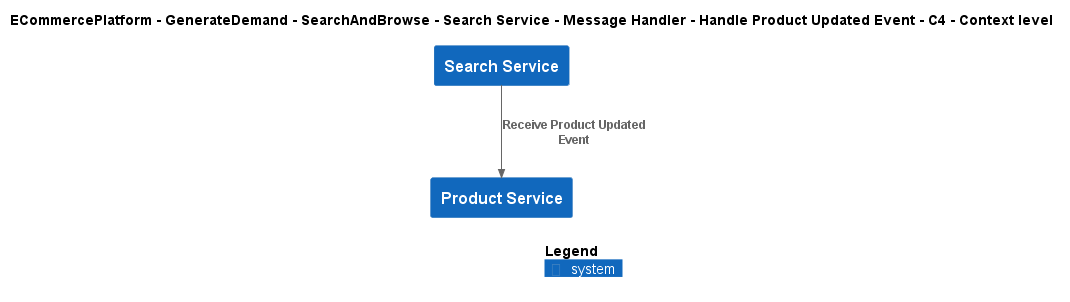 ECommercePlatform - GenerateDemand - SearchAndBrowse - Search Service - Message Handler - Handle Product Updated Event - C4 - Context level
Search Service
Receive Product Updated
Event
Product Service
Legend
system